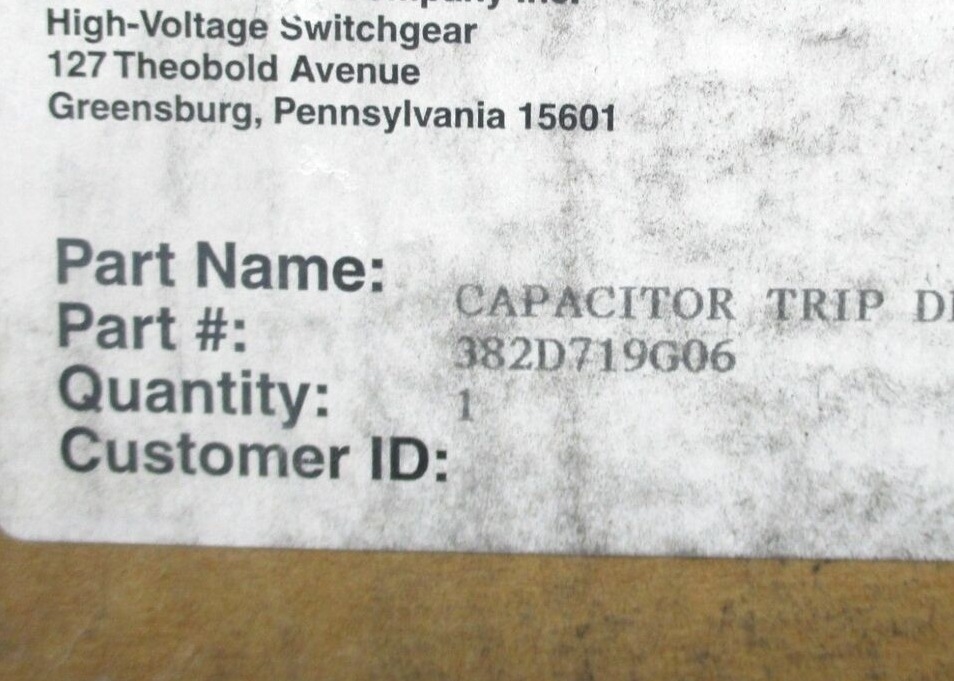 Inc.
High-Voltage Switchgear
127 Theobold Avenue
Greensburg, Pennsylvania 15601
Part Name: CAPACITOR TRIP
Part #: 382D719G06
Quantity: 1
Customer ID: